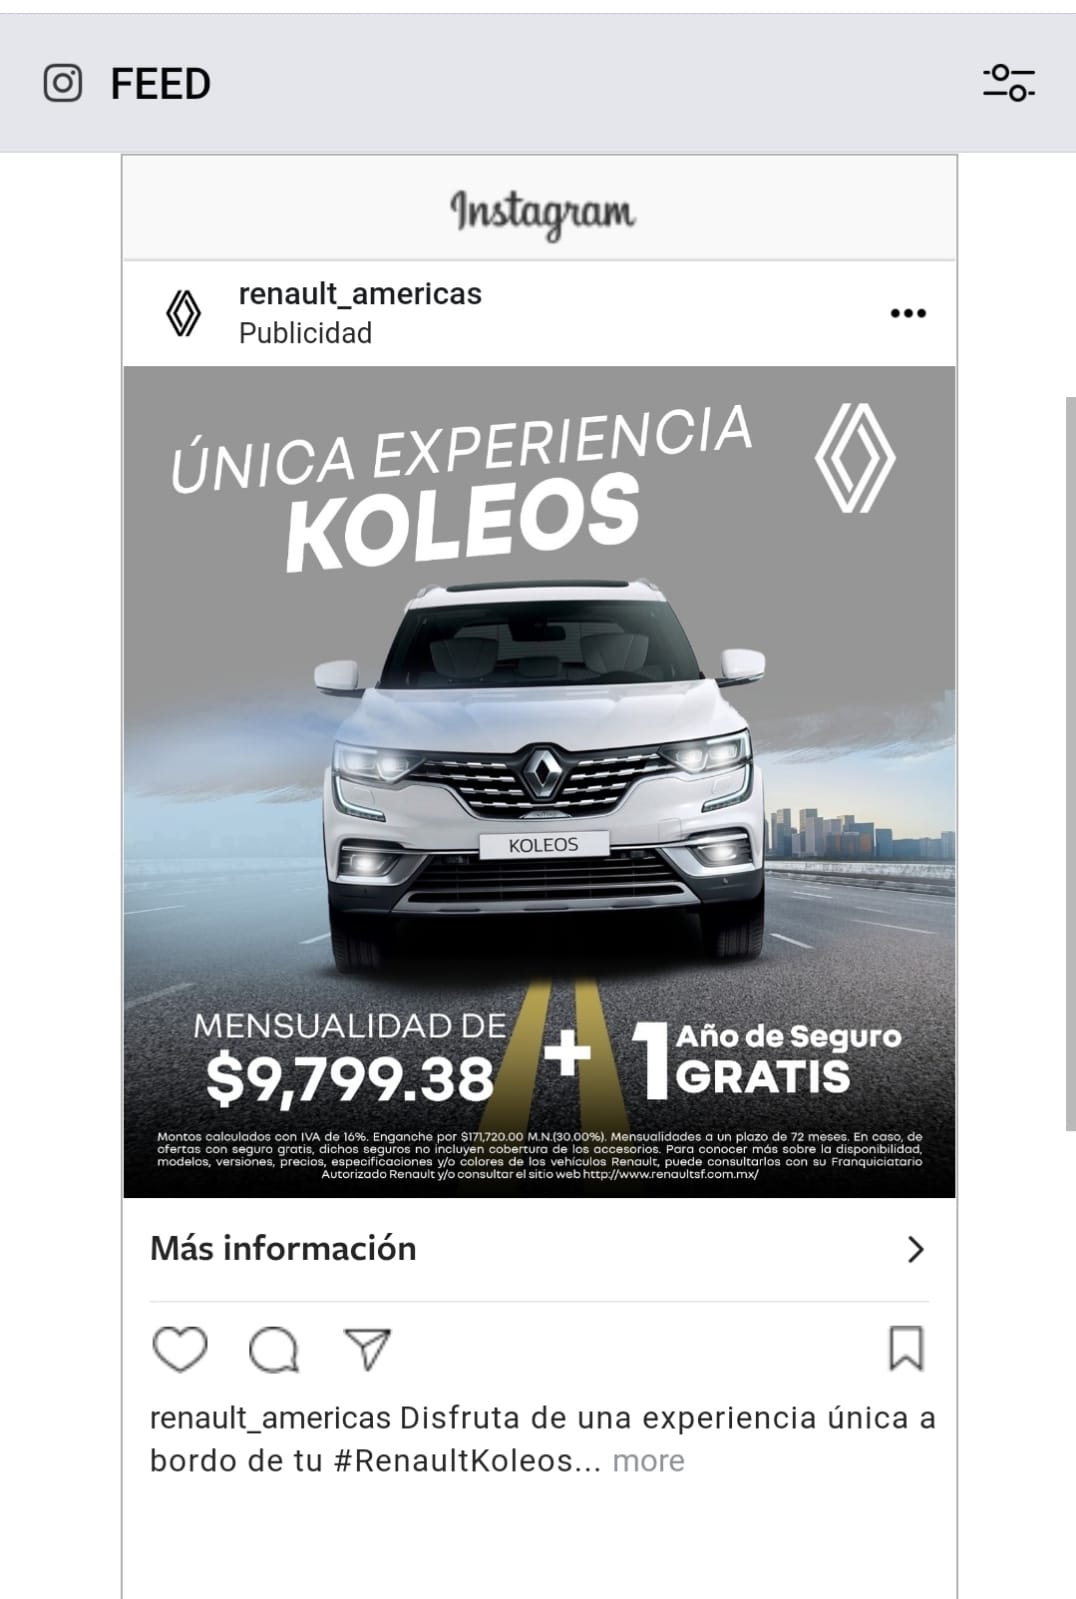 FEED
Instagram
renault_americas
Publicidad
ÚNICA EXPERIENCIA
KOLEOS
KOLEOS
MENSUALIDAD DE
$9,799.38
+
1 Año de Seguro
GRATIS
Montos calculados con IVA de 16%. Enganche por $171,720.00 M.N.(30.00%). Mensualidades a un plazo de 72 meses. En caso, de
ofertas con seguro gratis, dichos seguros no incluyen cobertura de los accesorios. Para conocer más sobre la disponibilidad,
modelos, versiones, precios, especificaciones y/o colores de los vehículos Renault, puede consultarlos con su Franquiciatario
Autorizado Renault y/o consultar el sitio web http://www.renaultsf.com.mx/
Más información
renault_americas Disfruta de una experiencia única a
bordo de tu #RenaultKoleos... more